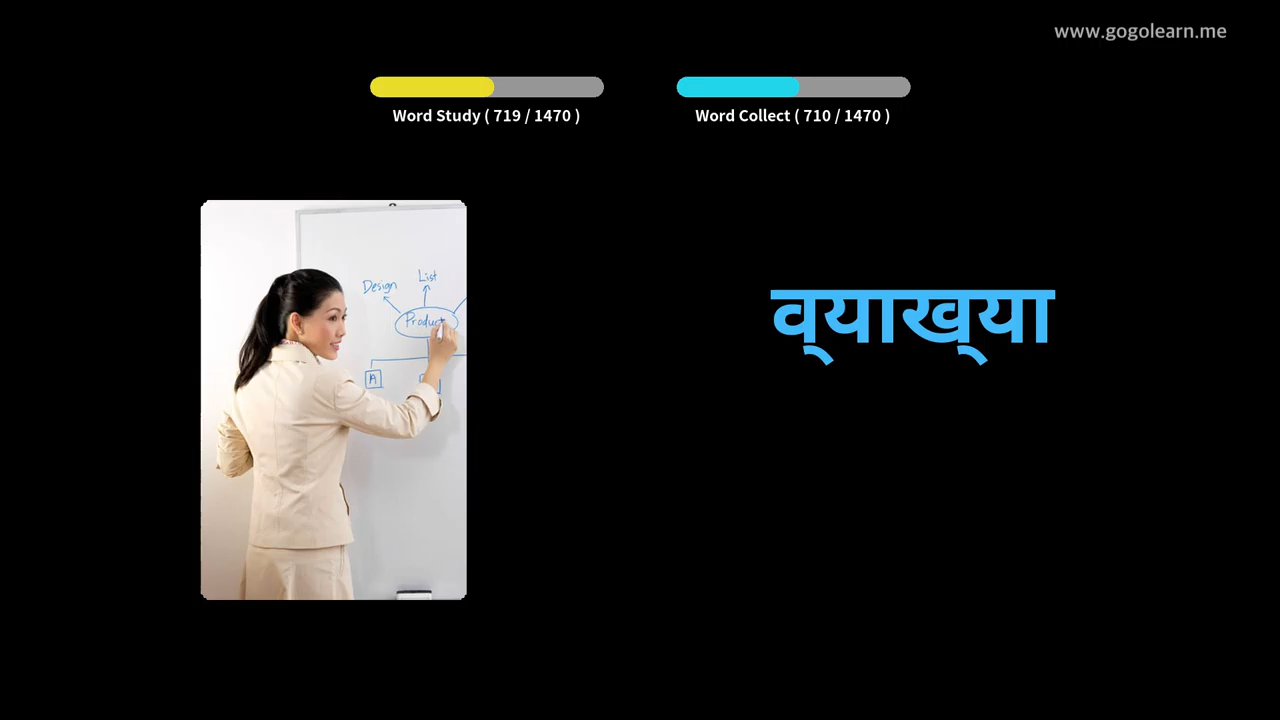 www.gogolearn.me
Word Study ( 719 / 1470 )
Word Collect ( 710 / 1470 )
List
Design
Product
A
व्याख्या